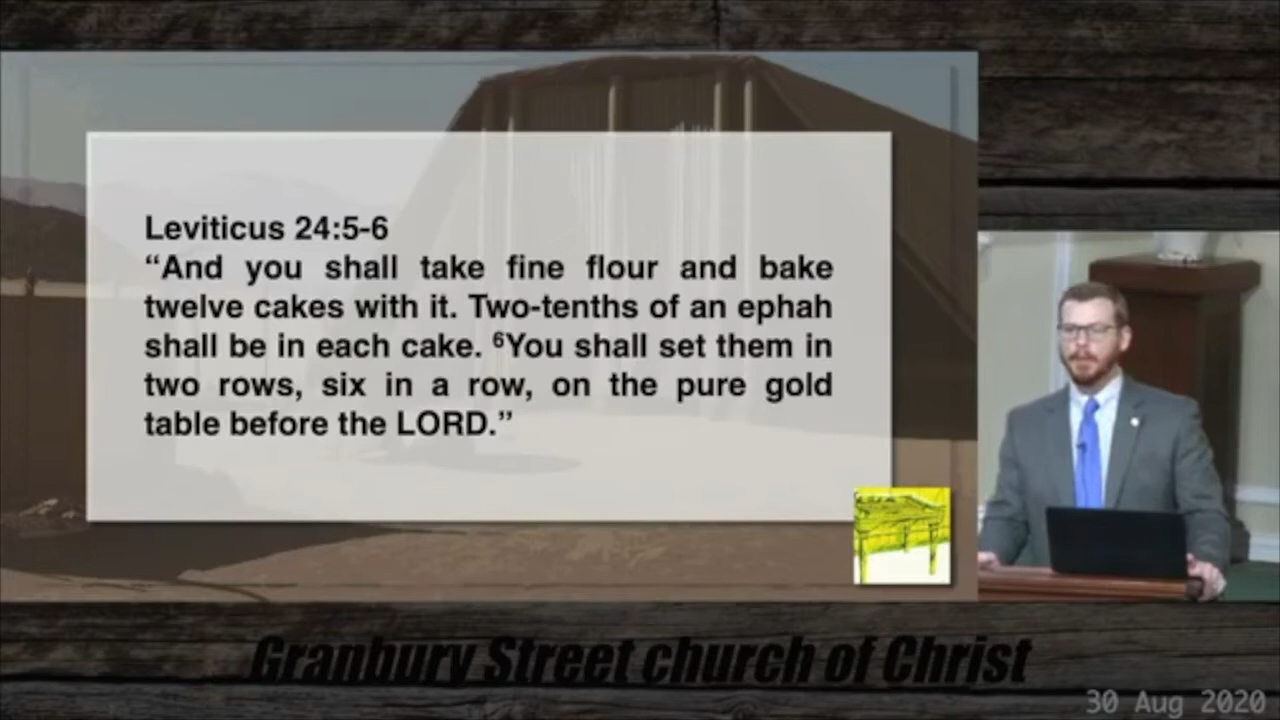 Leviticus 24:5-6
“And you shall take fine flour and bake
twelve cakes with it. Two-tenths of an ephah
shall be in each cake. ⁶You shall set them in
two rows, six in a row, on the pure gold
table before the LORD.”
Granbury Street church of Christ
30 Aug 2020